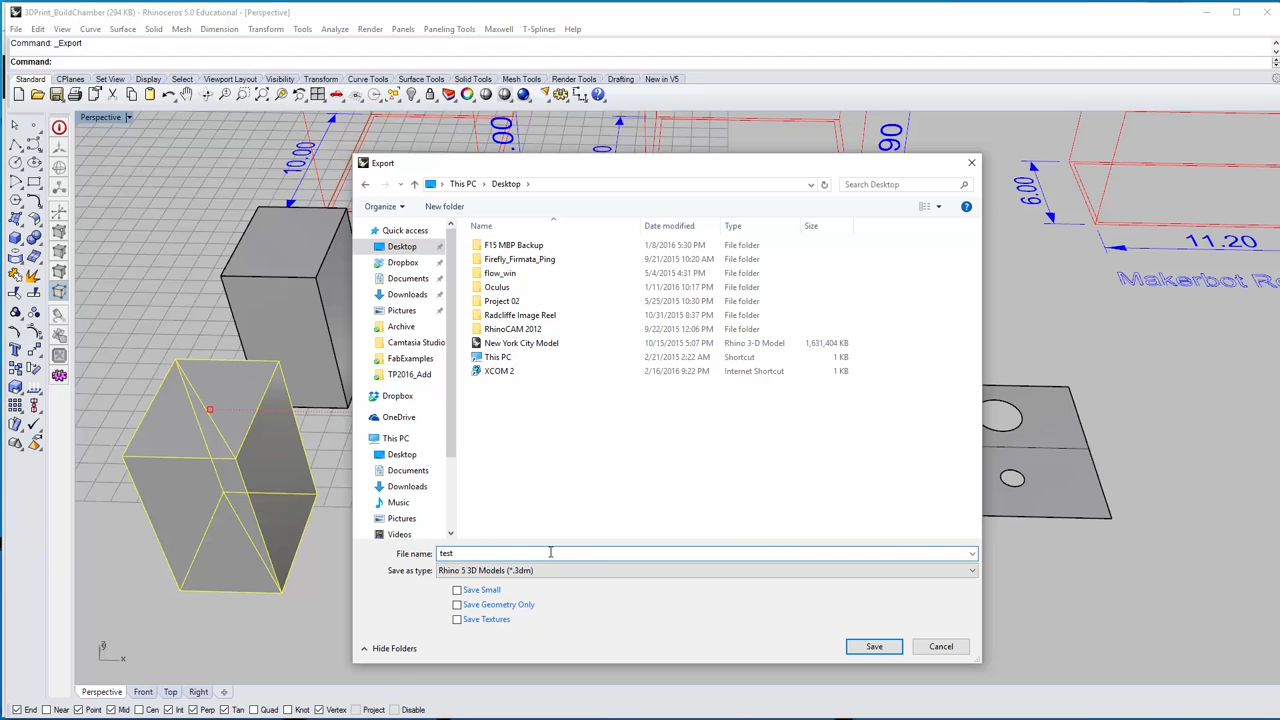 3DPrint_BuildChamber (294 KB) - Rhinoceros 5.0 Educational - [Perspective]
File Edit View Curve Surface Solid Mesh Dimension Transform Tools Analyze Render Panels Paneling Tools Maxwell T-Splines Help
Command: _Export
Command:
Standard CPlanes Set View Display Select Viewport Layout Visibility Transform Curve Tools Surface Tools Solid Tools Mesh Tools Render Tools Drafting New in V5
Perspective
10.00
.00
0
90
6.00
11.20
Makerbot Re
Export
This PC > Desktop >
Search Desktop
Organize New folder
Name Date modified Type Size
Quick access
Desktop
Dropbox
Documents
Downloads
Pictures
Archive
Camtasia Studio
FabExamples
TP2016_Add
Dropbox
OneDrive
This PC
Desktop
Documents
Downloads
Music
Pictures
Videos
F15 MBP Backup 1/8/2016 5:30 PM File folder
Firefly_Firmata_Ping 9/21/2015 10:20 AM File folder
flow_win 5/4/2015 4:31 PM File folder
Oculus 1/11/2016 10:17 PM File folder
Project 02 5/25/2015 10:30 PM File folder
Radcliffe Image Reel 10/31/2015 8:37 PM File folder
RhinoCAM 2012 9/22/2015 12:06 PM File folder
New York City Model 10/15/2015 5:07 PM Rhino 3-D Model 1,631,404 KB
This PC 2/21/2015 2:22 AM Shortcut 1 KB
XCOM 2 2/16/2016 9:22 PM Internet Shortcut 1 KB
File name: test
Save as type: Rhino 5 3D Models (*.3dm)
Save Small
Save Geometry Only
Save Textures
Hide Folders
Save Cancel
x
Perspective Front Top Right
End Near Point Mid Cen Int Perp Tan Quad Knot Vertex Project Disable